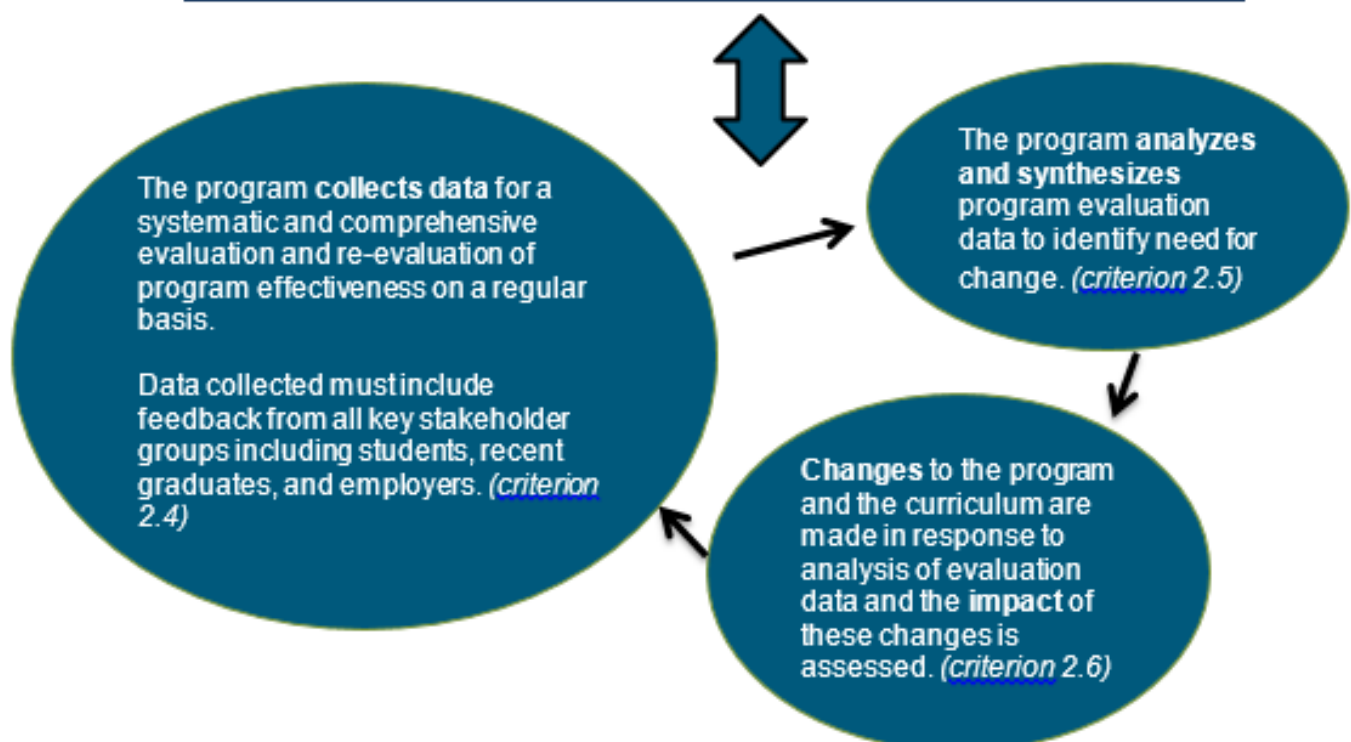 The program collects data for a
systematic and comprehensive
evaluation and re-evaluation of
program effectiveness on a regular
basis.
Data collected must include
feedback from all key stakeholder
groups including students, recent
graduates, and employers. (criterion
2.4)
The program analyzes
and synthesizes
program evaluation
data to identify need for
change. (criterion 2.5)
Changes to the program
and the curriculum are
made in response to
analysis of evaluation
data and the impact of
these changes is
assessed. (criterion 2.6)